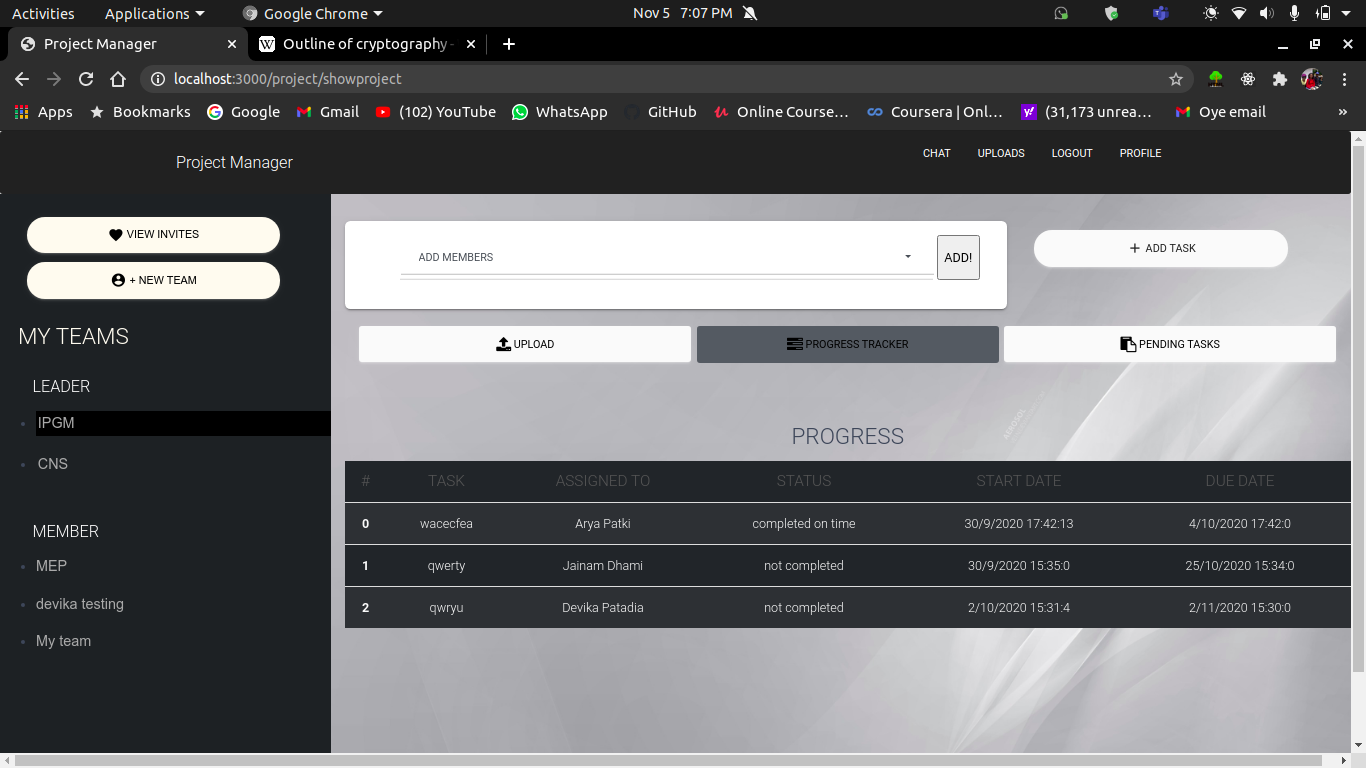 Activities Applications Google Chrome Nov 5 7:07 PM
Project Manager Outline of cryptography -
localhost:3000/project/showproject
Apps Bookmarks Google Gmail (102) YouTube WhatsApp GitHub Online Course… Coursera | Onl… (31,173 unrea… Oye email »
Project Manager CHAT UPLOADS LOGOUT PROFILE
VIEW INVITES
+ NEW TEAM
MY TEAMS
LEADER
IPGM
CNS
MEMBER
MEP
devika testing
My team
ADD MEMBERS ADD! + ADD TASK
UPLOAD PROGRESS TRACKER PENDING TASKS
PROGRESS
# TASK ASSIGNED TO STATUS START DATE DUE DATE
0 wacecfea Arya Patki completed on time 30/9/2020 17:42:13 4/10/2020 17:42:0
1 qwerty Jainam Dhami not completed 30/9/2020 15:35:0 25/10/2020 15:34:0
2 qwryu Devika Patadia not completed 2/10/2020 15:31:4 2/11/2020 15:30:0